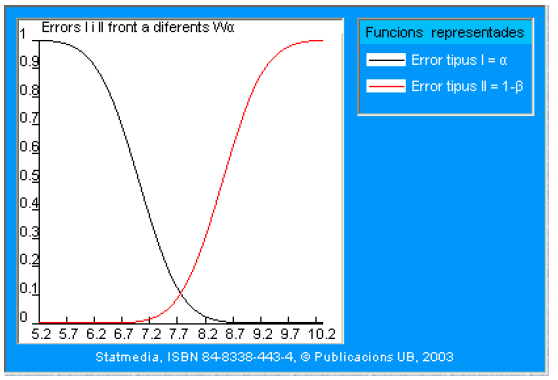 Errors I i II front a diferents Wα
1
0.9
0.8
0.7
0.6
0.5
0.4
0.3
0.2
0.1
0
5.2 5.7 6.2 6.7 7.2 7.7 8.2 8.7 9.2 9.7 10.2
Funcions representades
Error tipus I = α
Error tipus II = 1-β
Statmedia, ISBN 84-8338-443-4, © Publicacions UB, 2003